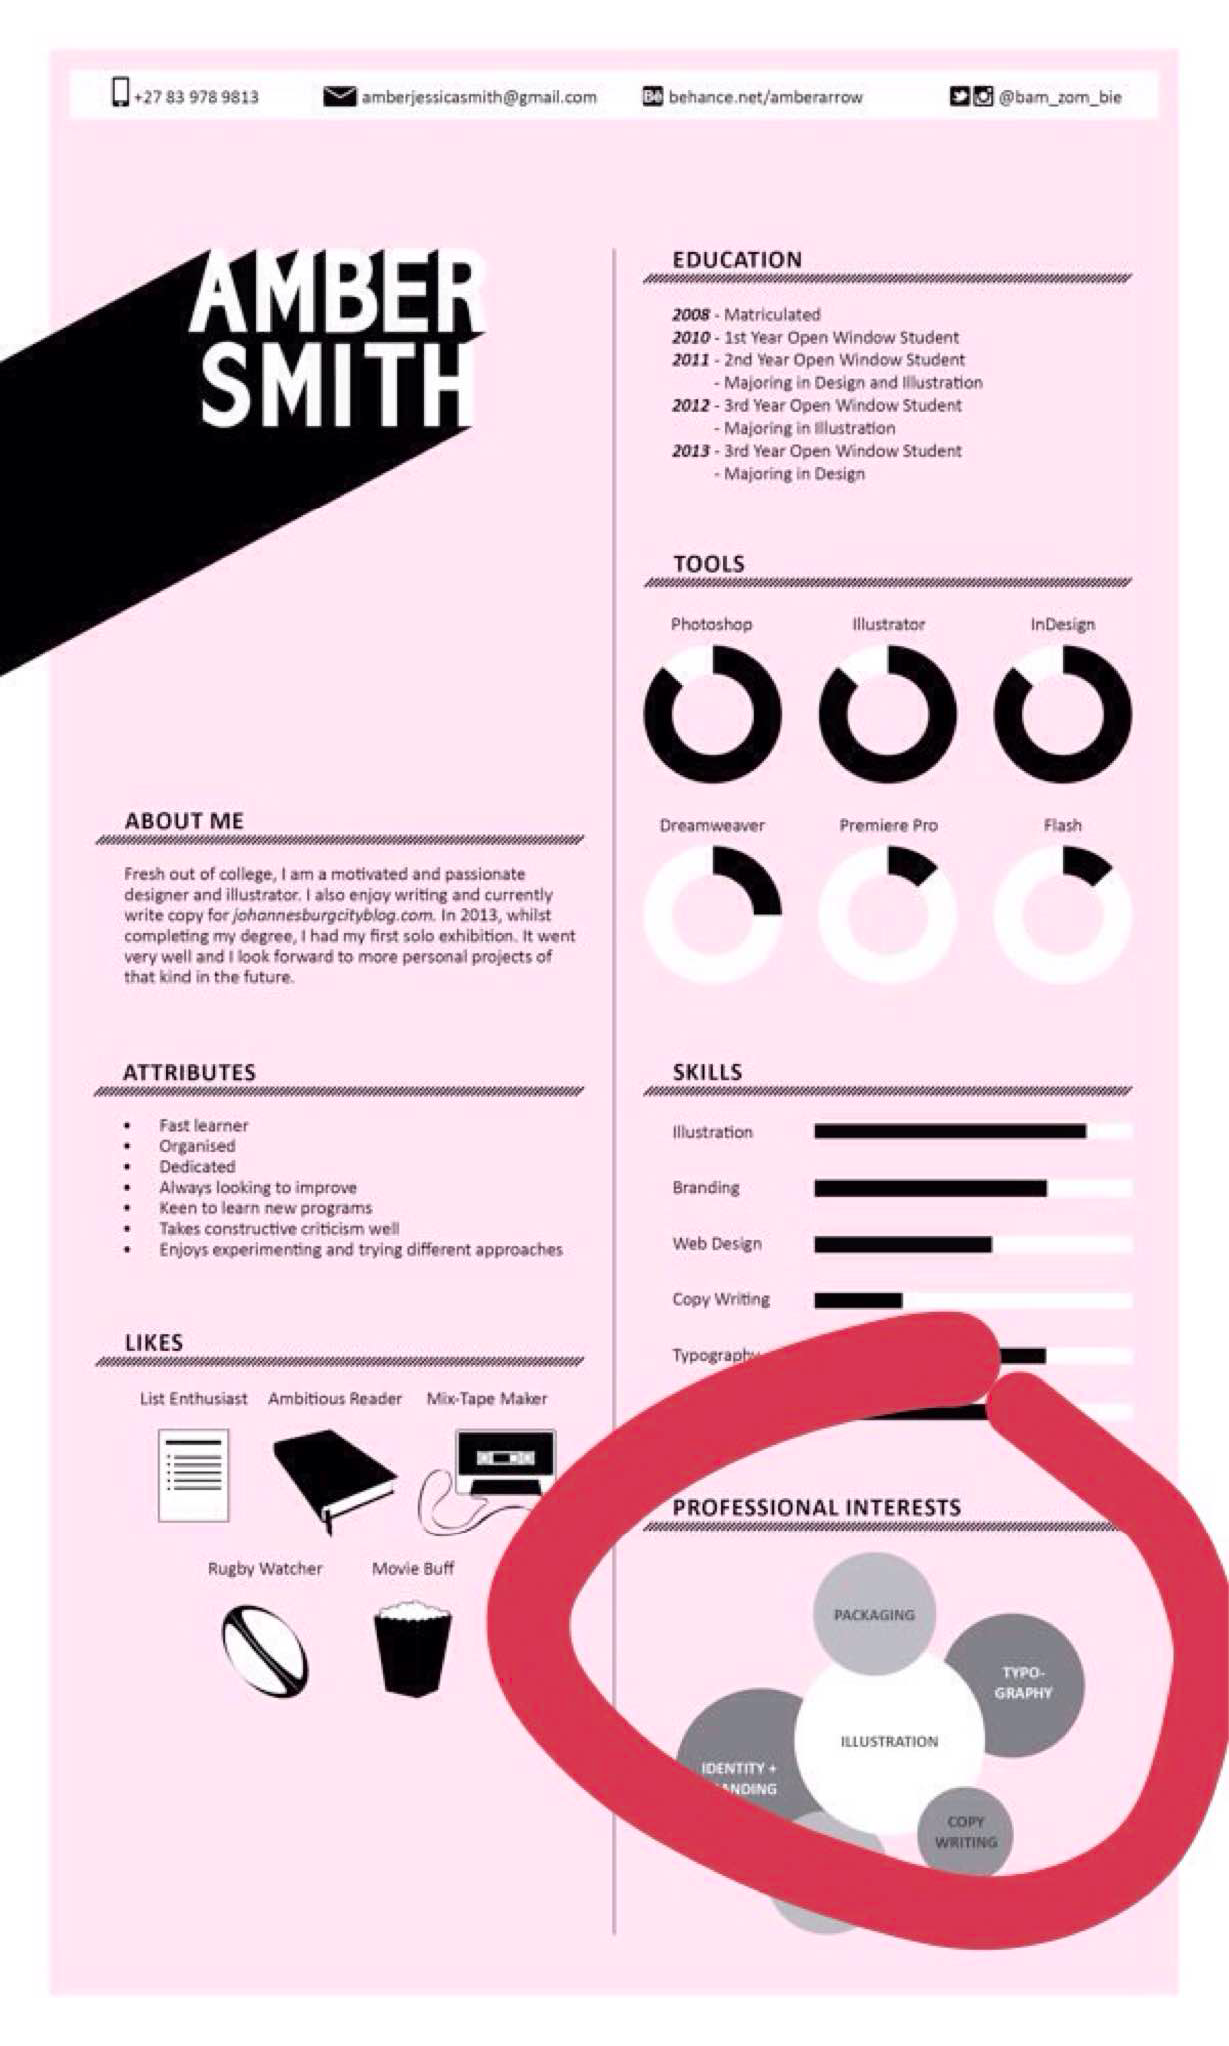 +27 83 978 9813
amberjessicasmith@gmail.com
Bē behance.net/amberarrow
@bam_zom_bie
AMBER
SMITH
ABOUT ME
Fresh out of college, I am a motivated and passionate
designer and illustrator. I also enjoy writing and currently
write copy for johannesburgcityblog.com. In 2013, whilst
completing my degree, I had my first solo exhibition. It went
very well and I look forward to more personal projects of
that kind in the future.
ATTRIBUTES
• Fast learner
• Organised
• Dedicated
• Always looking to improve
• Keen to learn new programs
• Takes constructive criticism well
• Enjoys experimenting and trying different approaches
LIKES
List Enthusiast
Ambitious Reader
Mix-Tape Maker
Rugby Watcher
Movie Buff
EDUCATION
2008 - Matriculated
2010 - 1st Year Open Window Student
2011 - 2nd Year Open Window Student
- Majoring in Design and Illustration
2012 - 3rd Year Open Window Student
- Majoring in Illustration
2013 - 3rd Year Open Window Student
- Majoring in Design
TOOLS
Photoshop
Illustrator
InDesign
Dreamweaver
Premiere Pro
Flash
SKILLS
Illustration
Branding
Web Design
Copy Writing
Typography
PROFESSIONAL INTERESTS
PACKAGING
TYPO-
GRAPHY
ILLUSTRATION
IDENTITY +
ANDING
COPY
WRITING